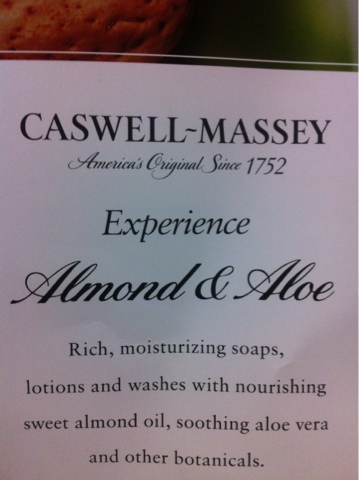 CASWELL~MASSEY
America's Original Since 1752
Experience
Almond & Aloe
Rich, moisturizing soaps,
lotions and washes with nourishing
sweet almond oil, soothing aloe vera
and other botanicals.